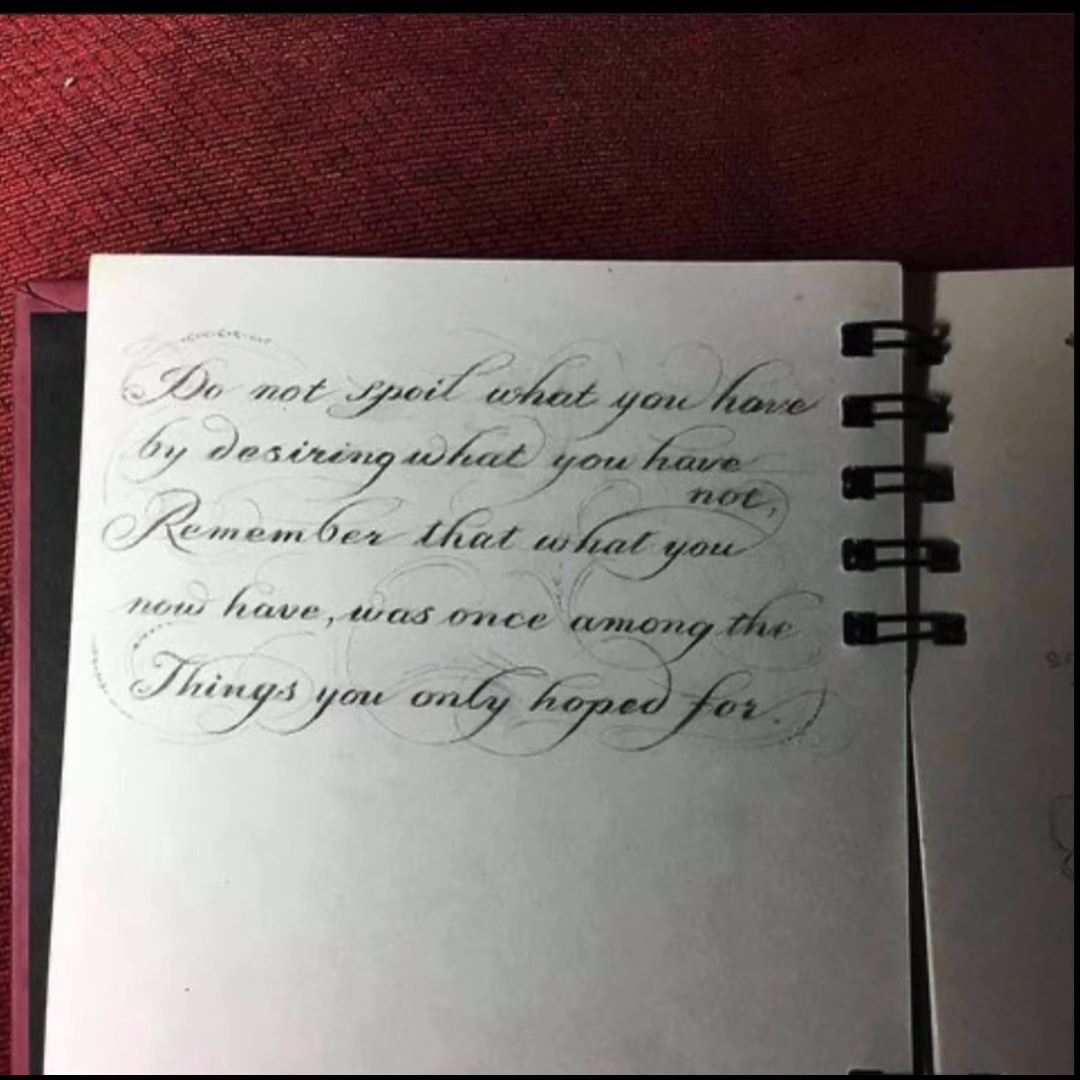 Do not spoil what you have
by desiring what you have
not,
Remember that what you
now have, was once among the
Things you only hoped for.